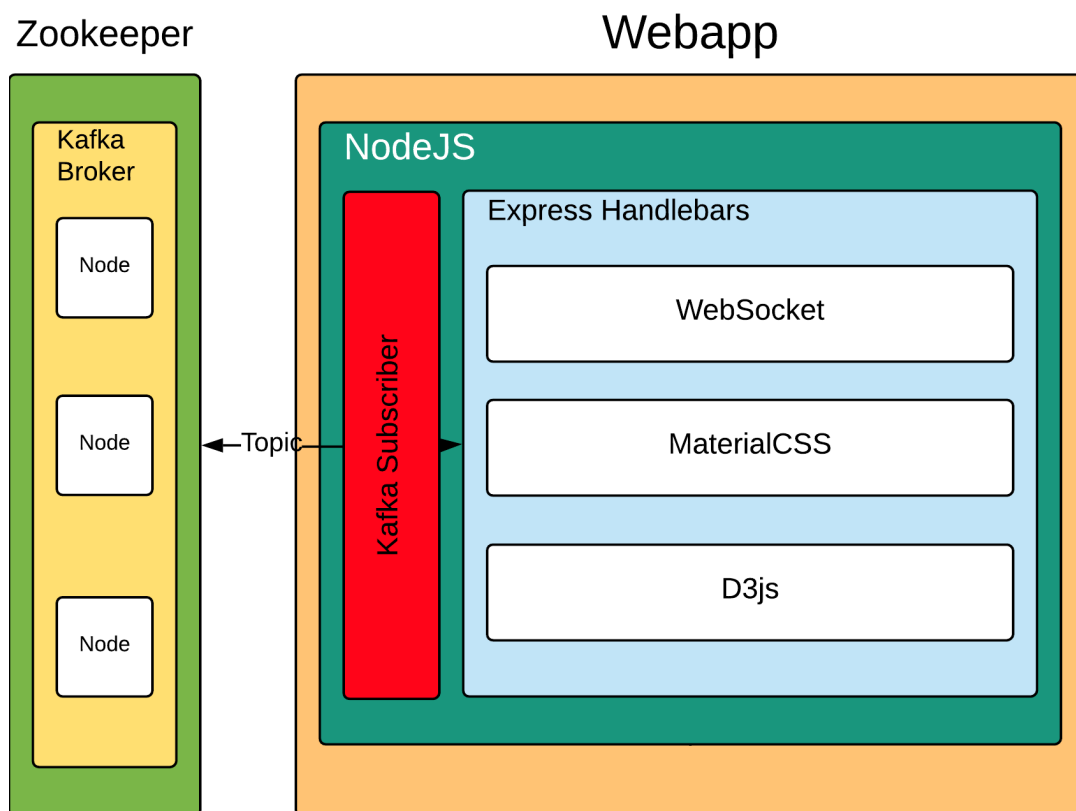 Zookeeper
Webapp
Kafka
Broker
Node
Node
Node
Topic
NodeJS
Kafka Subscriber
Express Handlebars
WebSocket
MaterialCSS
D3js